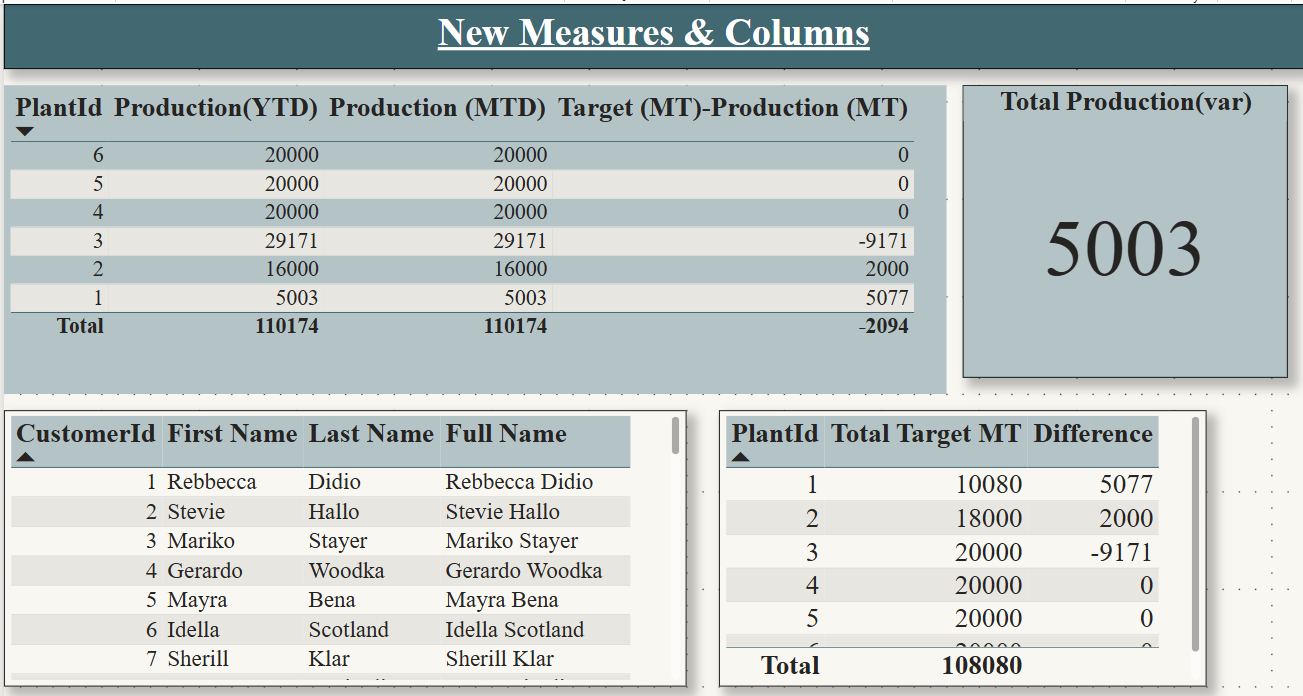 New Measures & Columns
PlantId Production(YTD) Production (MTD) Target (MT)-Production (MT)
6 20000 20000 0
5 20000 20000 0
4 20000 20000 0
3 29171 29171 -9171
2 16000 16000 2000
1 5003 5003 5077
Total 110174 110174 -2094
Total Production(var)
5003
CustomerId First Name Last Name Full Name
1 Rebbecca Didio Rebbecca Didio
2 Stevie Hallo Stevie Hallo
3 Mariko Stayer Mariko Stayer
4 Gerardo Woodka Gerardo Woodka
5 Mayra Bena Mayra Bena
6 Idella Scotland Idella Scotland
7 Sherill Klar Sherill Klar
PlantId Total Target MT Difference
1 10080 5077
2 18000 2000
3 20000 -9171
4 20000 0
5 20000 0
Total 108080